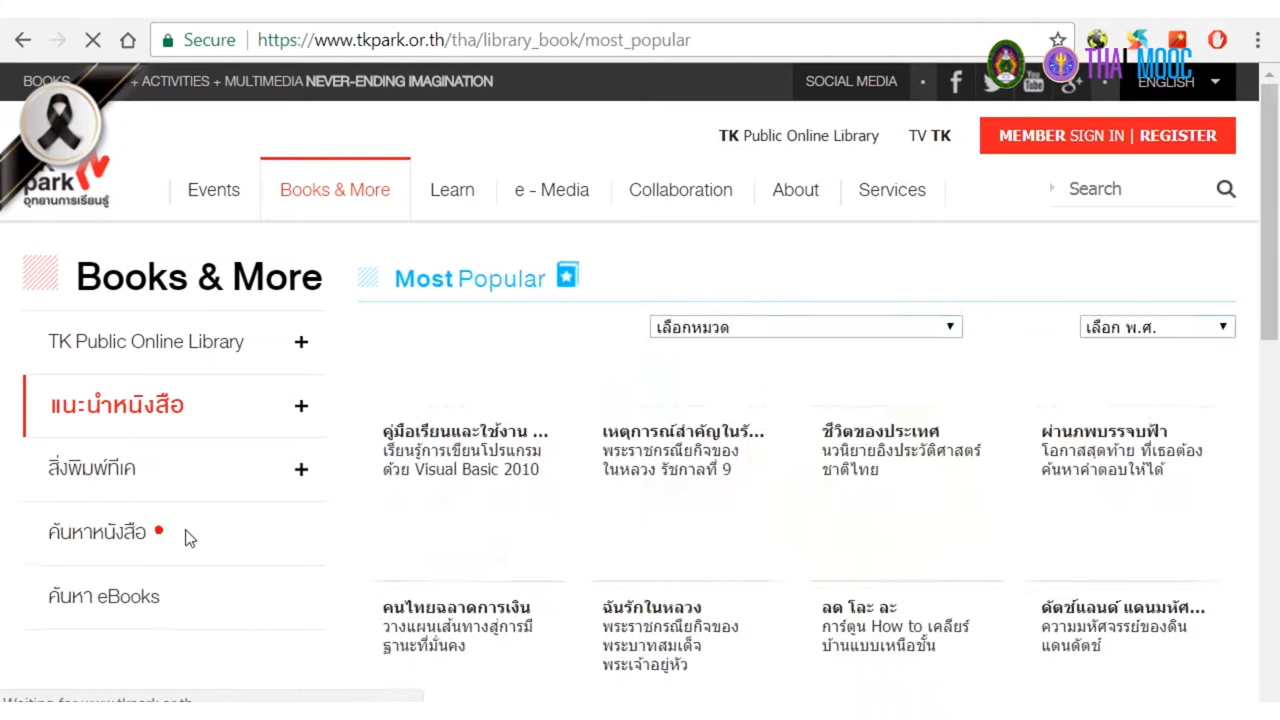 Secure
https://www.tkpark.or.th/tha/library_book/most_popular
THAI MOOC
BOOKS + ACTIVITIES + MULTIMEDIA NEVER-ENDING IMAGINATION
SOCIAL MEDIA
You Tube
ENGLISH
park
อุทยานการเรียนรู้
TK Public Online Library
TV TK
MEMBER SIGN IN | REGISTER
Events
Books & More
Learn
e - Media
Collaboration
About
Services
Search
Books & More
TK Public Online Library +
แนะนำหนังสือ +
สิ่งพิมพ์ทีเค +
ค้นหาหนังสือ
ค้นหา eBooks
Most Popular
เลือกหมวด
เลือก พ.ศ.
คู่มือเรียนและใช้งาน ...
เรียนรู้การเขียนโปรแกรม
ด้วย Visual Basic 2010
เหตุการณ์สำคัญในรั...
พระราชกรณียกิจของ
ในหลวง รัชกาลที่ 9
ชีวิตของประเทศ
นวนิยายอิงประวัติศาสตร์
ชาติไทย
ผ่านภพบรรจบฟ้า
โอกาสสุดท้าย ที่เธอต้อง
ค้นหาคำตอบให้ได้
คนไทยฉลาดการเงิน
วางแผนเส้นทางสู่การมี
ฐานะที่มั่นคง
ฉันรักในหลวง
พระราชกรณียกิจของ
พระบาทสมเด็จ
พระเจ้าอยู่หัว
ลด โละ ละ
การ์ตูน How to เคลียร์
บ้านแบบเหนือชั้น
ดัตช์แลนด์ แดนมหัศ...
ความมหัศจรรย์ของดิน
แดนดัตช์